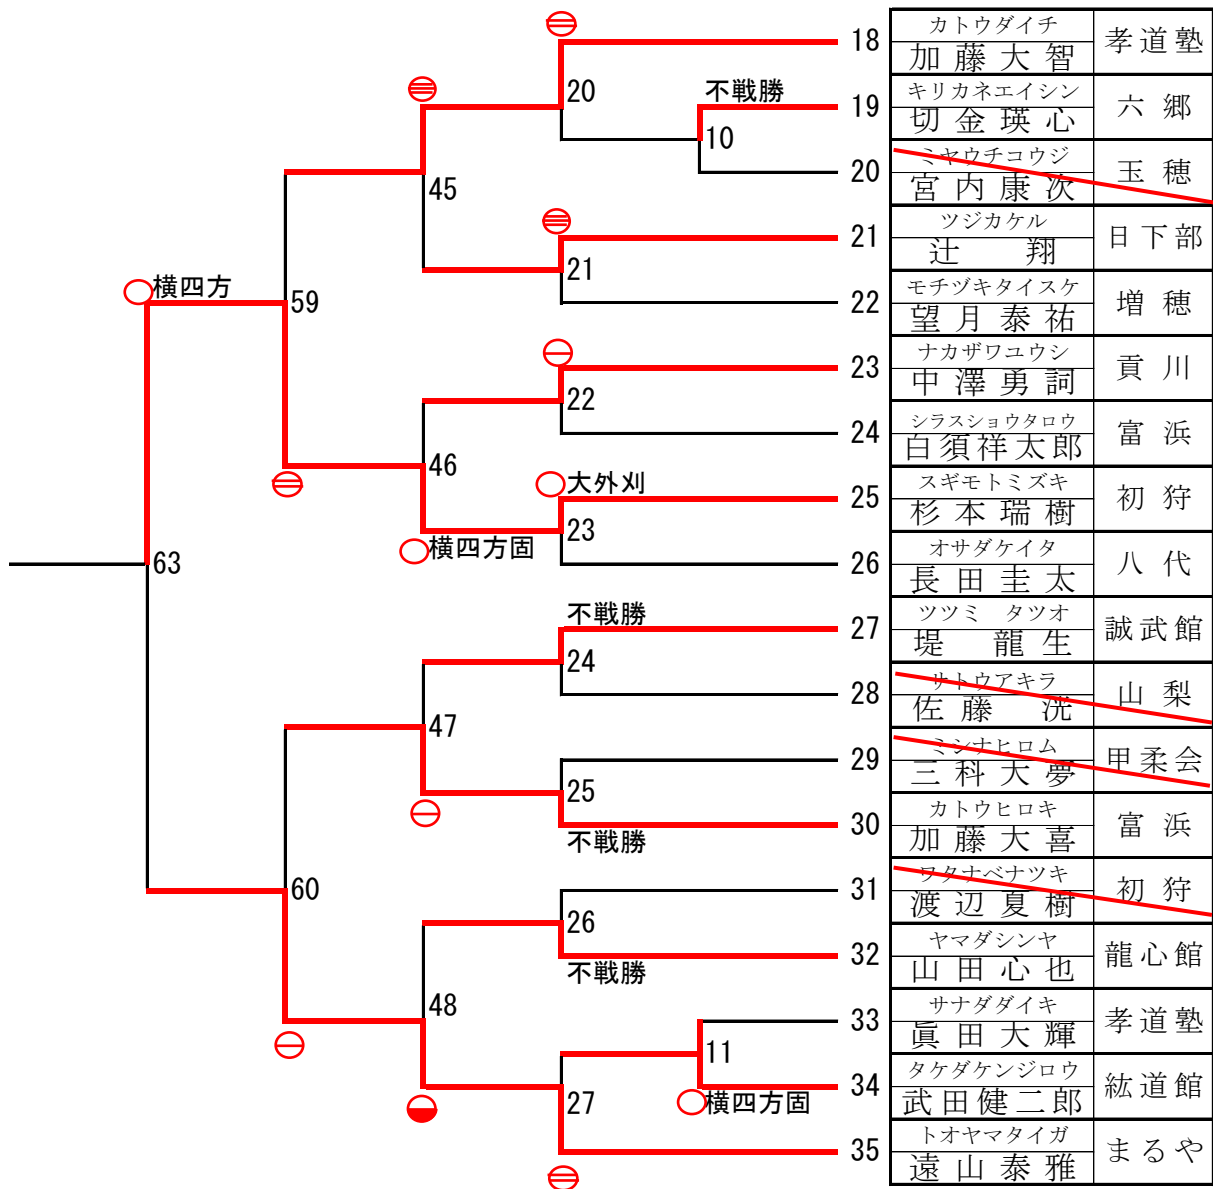 18 カトウダイチ 加藤大智 孝道塾
20 不戦勝 19 キリカネエイシン 切金瑛心 六郷
10
20 ミヤウチコウジ 宮内康次 玉穂
45
21 ツジカケル 辻 翔 日下部
21
22 モチヅキタイスケ 望月泰祐 増穂
横四方 59
23 ナカザワユウシ 中澤勇詞 貢川
22
24 シラスショウタロウ 白須祥太郎 富浜
46
大外刈 25 スギモトミズキ 杉本瑞樹 初狩
23
横四方固
63 26 オサダケイタ 長田圭太 八代
不戦勝 27 ツツミ タツオ 堤 龍生 誠武館
24
28 サトウアキラ 佐藤 洸 山梨
47
29 ミシナヒロム 三科大夢 甲柔会
25
不戦勝 30 カトウヒロキ 加藤大喜 富浜
60 31 ワタナベナツキ 渡辺夏樹 初狩
26
不戦勝 32 ヤマダシンヤ 山田心也 龍心館
48
33 サナダダイキ 眞田大輝 孝道塾
11
34 タケダケンジロウ 武田健二郎 紘道館
27 横四方固
35 トオヤマタイガ 遠山泰雅 まるや